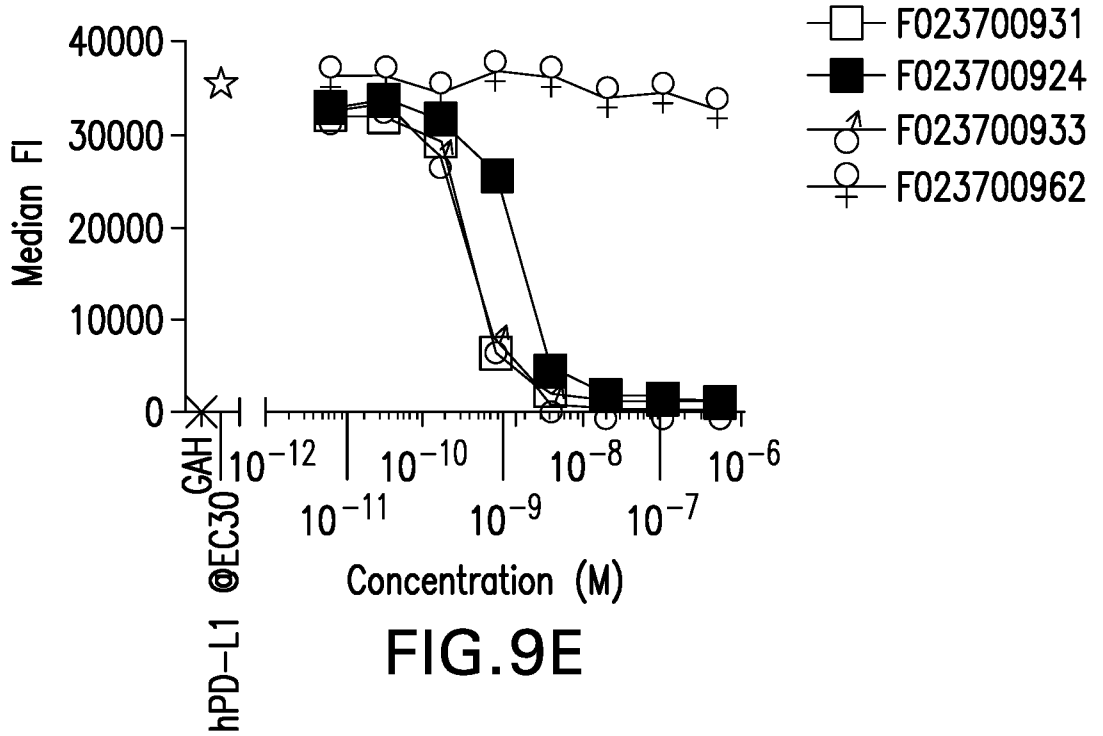 40000
30000
20000
10000
0
Median FI
GAH
hPD-L1 @EC30
10-12
10-11
10-10
10-9
10-8
10-7
10-6
Concentration (M)
F023700931
F023700924
F023700933
F023700962
FIG.9E